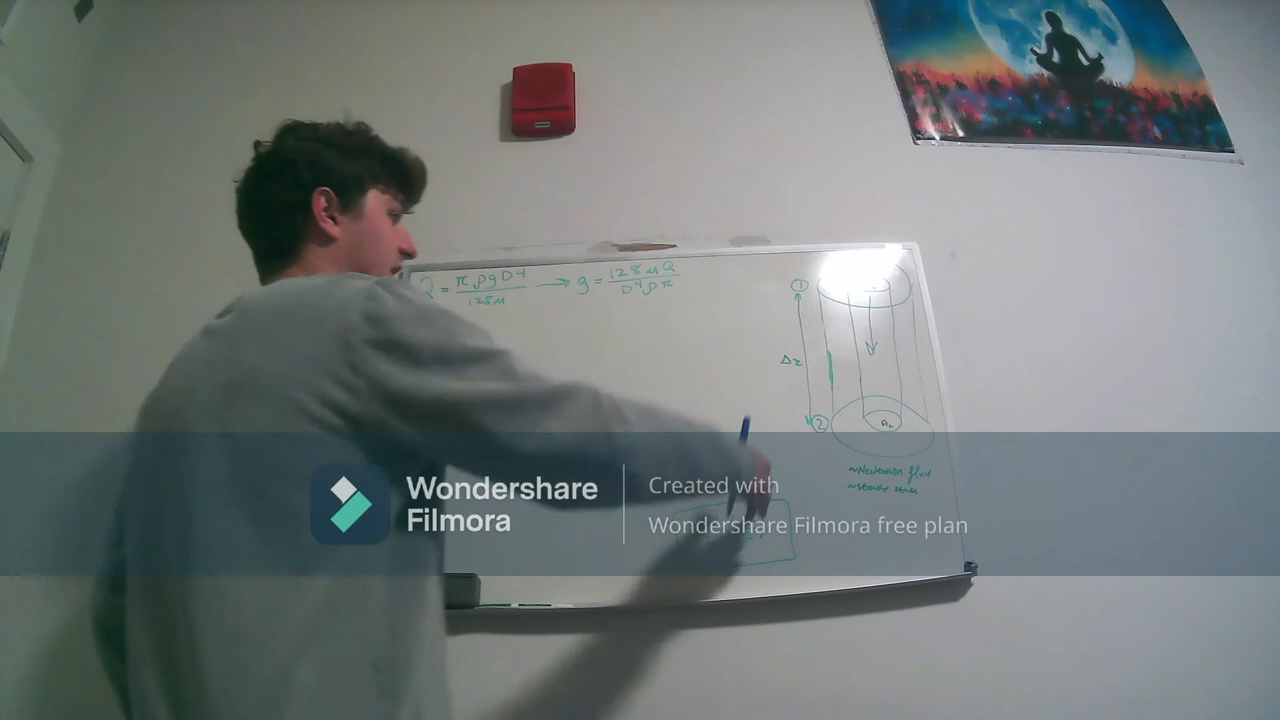 Q = πρgD⁴/128μ → g = 128μQ/D⁴ρπ
①
Δz
②
A₂
~Newtonian fluid
~steady state
Wondershare Filmora
Created with
Wondershare Filmora free plan